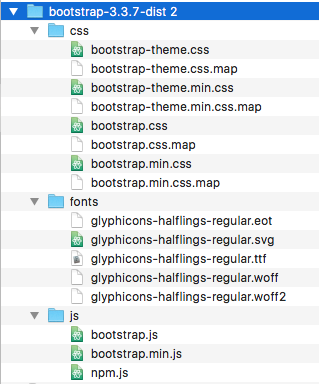 bootstrap-3.3.7-dist 2
css
bootstrap-theme.css
bootstrap-theme.css.map
bootstrap-theme.min.css
bootstrap-theme.min.css.map
bootstrap.css
bootstrap.css.map
bootstrap.min.css
bootstrap.min.css.map
fonts
glyphicons-halflings-regular.eot
glyphicons-halflings-regular.svg
glyphicons-halflings-regular.ttf
glyphicons-halflings-regular.woff
glyphicons-halflings-regular.woff2
js
bootstrap.js
bootstrap.min.js
npm.js